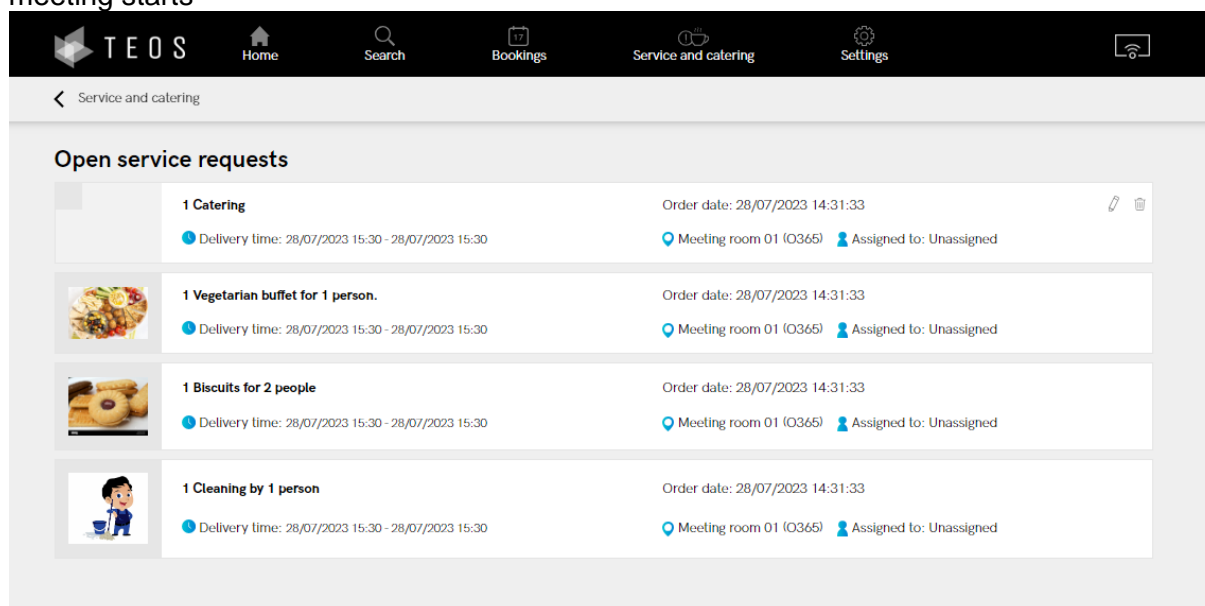 meeting starts
TEOS
Home
Search
17
Bookings
Service and catering
Settings
Service and catering
Open service requests
1 Catering
Order date: 28/07/2023 14:31:33
Delivery time: 28/07/2023 15:30 - 28/07/2023 15:30
Meeting room 01 (O365) Assigned to: Unassigned
1 Vegetarian buffet for 1 person.
Order date: 28/07/2023 14:31:33
Delivery time: 28/07/2023 15:30 - 28/07/2023 15:30
Meeting room 01 (O365) Assigned to: Unassigned
1 Biscuits for 2 people
Order date: 28/07/2023 14:31:33
Delivery time: 28/07/2023 15:30 - 28/07/2023 15:30
Meeting room 01 (O365) Assigned to: Unassigned
1 Cleaning by 1 person
Order date: 28/07/2023 14:31:33
Delivery time: 28/07/2023 15:30 - 28/07/2023 15:30
Meeting room 01 (O365) Assigned to: Unassigned